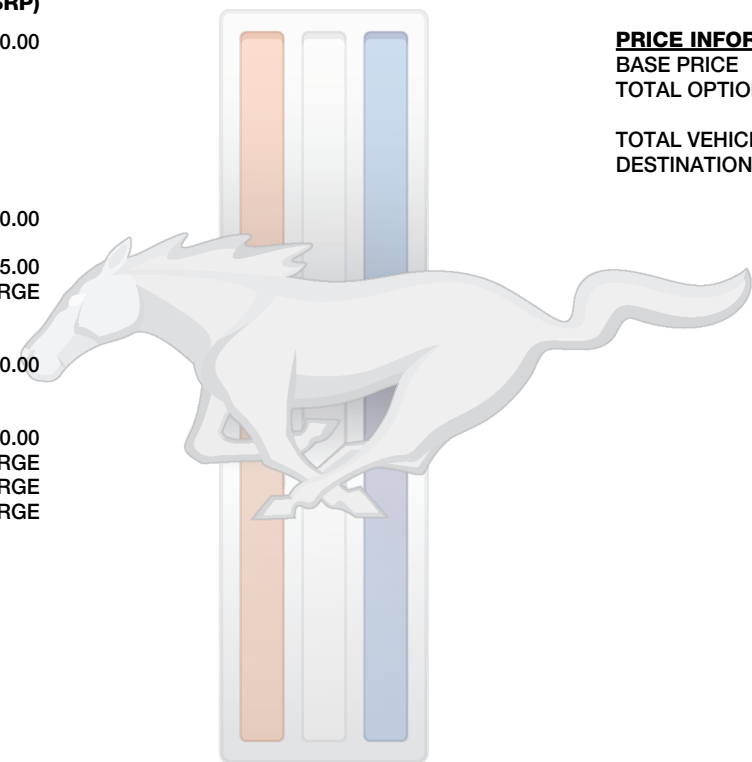 SRP)
0.00
0.00
5.00
RGE
0.00
0.00
RGE
RGE
RGE
PRICE INFOR
BASE PRICE
TOTAL OPTION
TOTAL VEHICL
DESTINATION